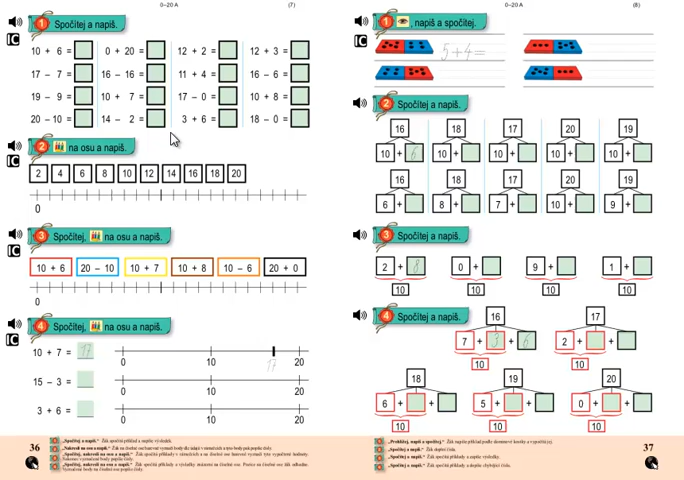 0–20 A
(7)
1 Spočítej a napiš.
10 + 6 =
0 + 20 =
12 + 2 =
12 + 3 =
17 – 7 =
16 – 16 =
11 + 4 =
16 – 6 =
19 – 9 =
10 + 7 =
17 – 0 =
10 + 8 =
20 – 10 =
14 – 2 =
3 + 6 =
18 – 0 =
2 na osu a napiš.
2 4 6 8 10 12 14 16 18 20
0
3 Spočítej, na osu a napiš.
10 + 6
20 – 10
10 + 7
10 + 8
10 – 6
20 + 0
0
4 Spočítej, na osu a napiš.
10 + 7 = 17
0 10 20
17
15 – 3 =
0 10 20
3 + 6 =
0 10 20
36
0–20 A
(8)
1 , napiš a spočítej.
5+4=
2 Spočítej a napiš.
16 18 17 20 19
10 + 6
10 +
10 +
10 +
10 +
16 18 17 20 19
6 +
8 +
7 +
10 +
9 +
3 Spočítej a napiš.
2 + 8
0 +
9 +
1 +
10 10 10 10
4 Spočítej a napiš.
16 17
7 + 3 + 6
2 + +
10 10
18 19 20
6 + +
5 + +
0 + +
10 10 10
37